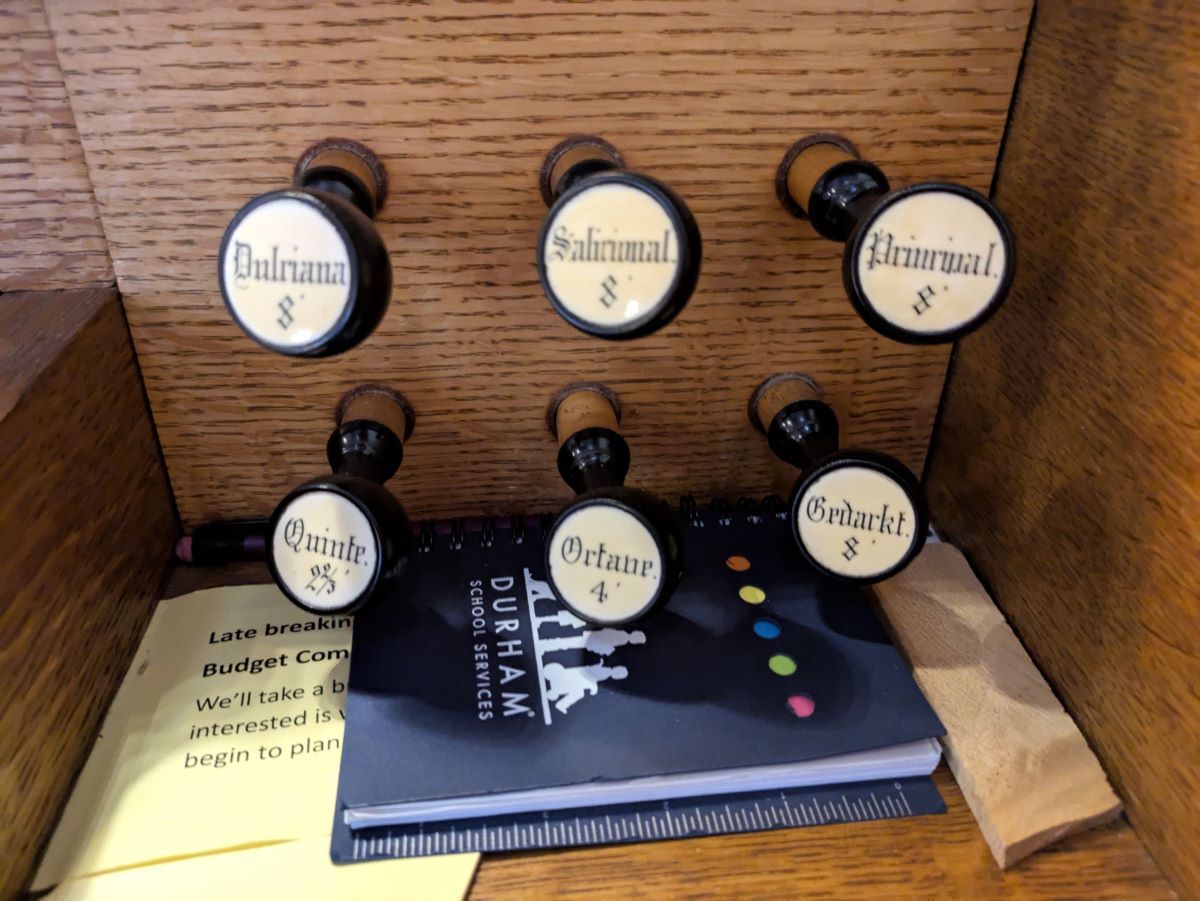 Dulciana
8'
Salicional.
8'
Principal.
8'
Quinte.
2⅔'
Octave.
4'
Gedackt.
8'
Late breakin
Budget Com
We'll take a b
interested is
begin to plan
DURHAM
SCHOOL SERVICES